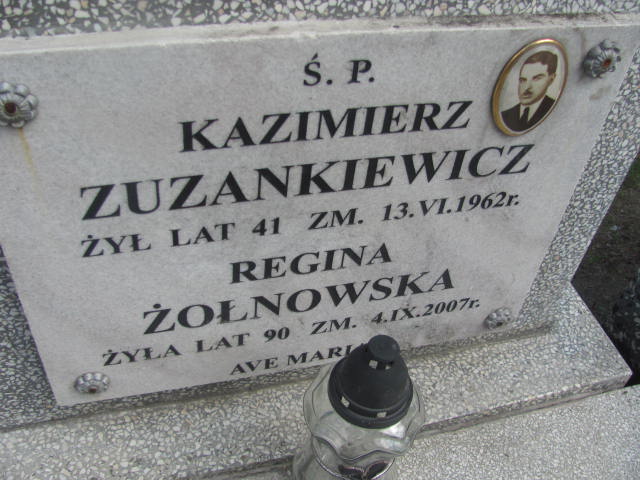 Ś. P.
KAZIMIERZ
ZUZANKIEWICZ
ŻYŁ LAT 41 ZM. 13.VI.1962r.
REGINA
ŻOŁNOWSKA
ŻYŁA LAT 90 ZM. 4.IX.2007r.
AVE